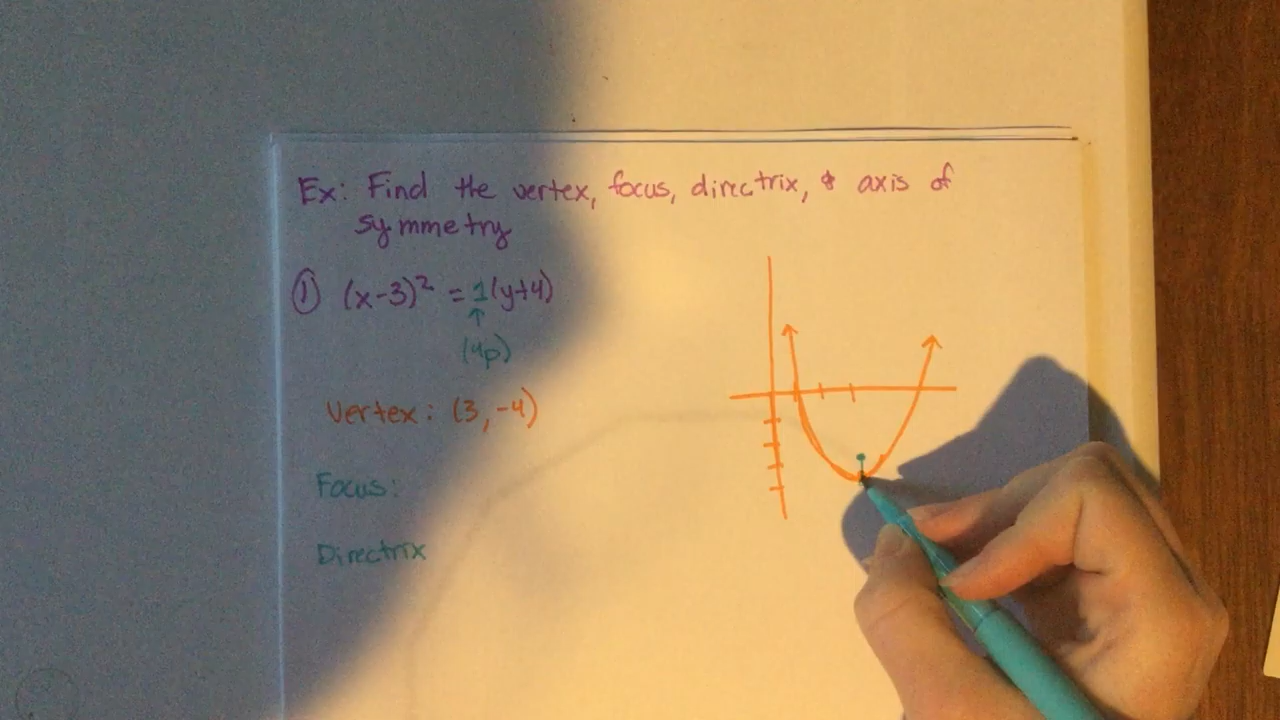 Ex: Find the vertex, focus, directrix, & axis of
symmetry
① (x-3)² = 1(y+4)
↑
(4p)
Vertex: (3,-4)
Focus:
Directrix